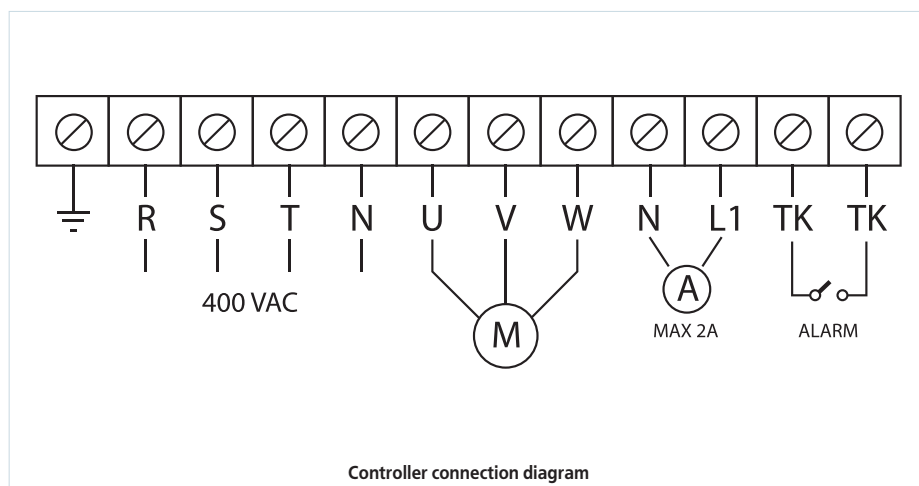 R S T N U V W N L1 TK TK
400 VAC
M
A
MAX 2A
ALARM
Controller connection diagram